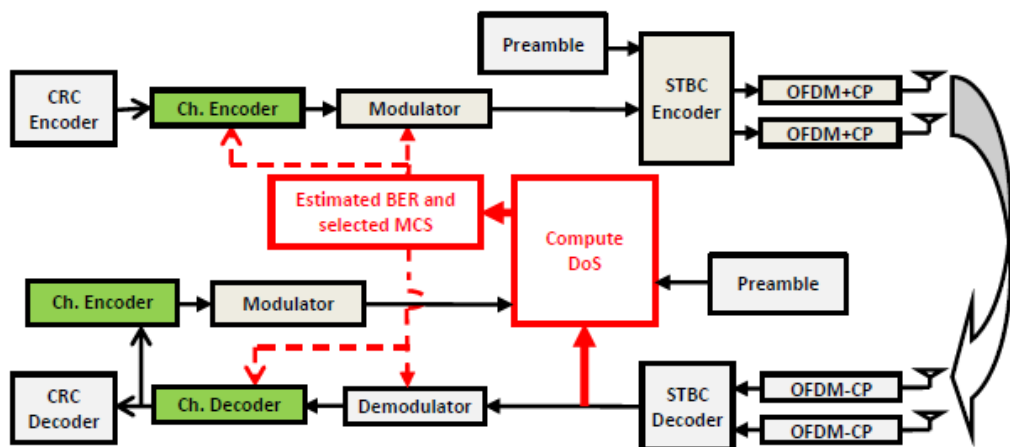 Preamble
CRC
Encoder
Ch. Encoder
Modulator
STBC
Encoder
OFDM+CP
OFDM+CP
Estimated BER and
selected MCS
Compute
DoS
Preamble
Ch. Encoder
Modulator
CRC
Decoder
Ch. Decoder
Demodulator
STBC
Decoder
OFDM-CP
OFDM-CP